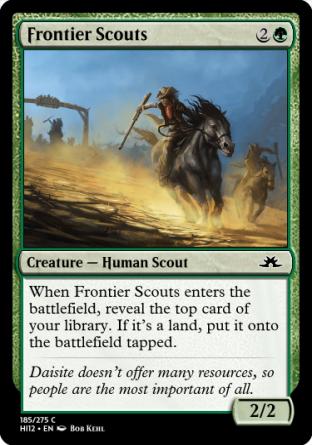 Frontier Scouts 2
Creature — Human Scout
When Frontier Scouts enters the
battlefield, reveal the top card of
your library. If it's a land, put it onto
the battlefield tapped.
Daisite doesn't offer many resources, so
people are the most important of all.
2/2
185/275 C
HI12 • EN Bob Kehl